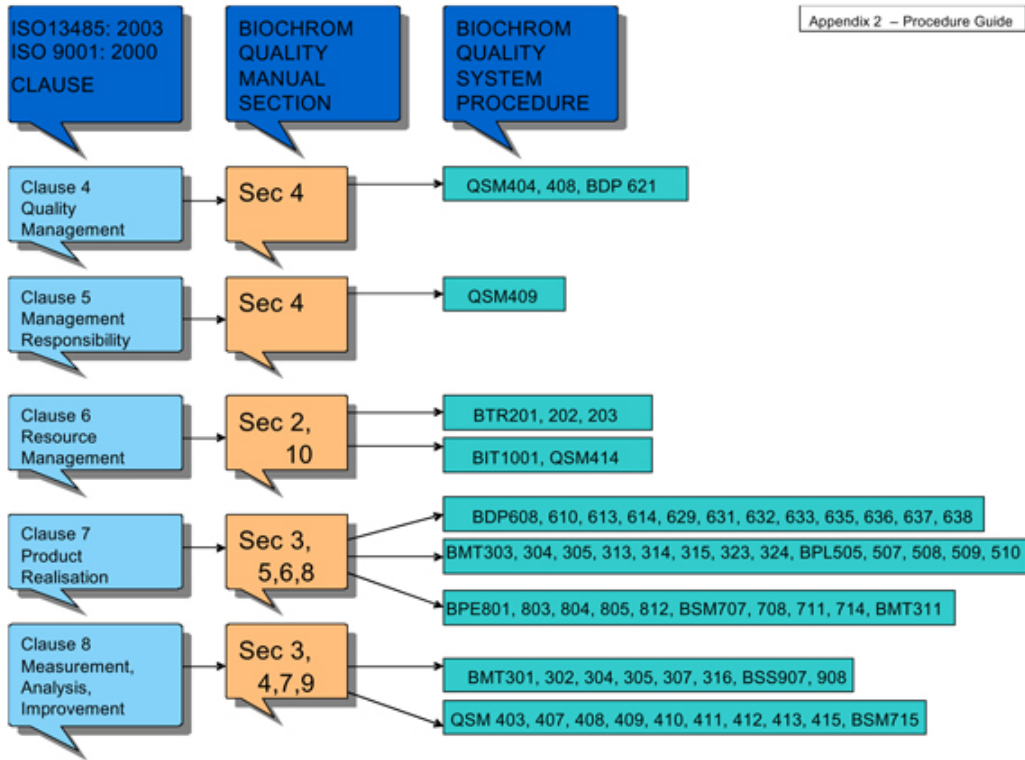 Appendix 2 – Procedure Guide
ISO13485: 2003
ISO 9001: 2000
CLAUSE
BIOCHROM
QUALITY
MANUAL
SECTION
BIOCHROM
QUALITY
SYSTEM
PROCEDURE
Clause 4
Quality
Management
Sec 4
QSM404, 408, BDP 621
Clause 5
Management
Responsibility
Sec 4
QSM409
Clause 6
Resource
Management
Sec 2,
10
BTR201, 202, 203
BIT1001, QSM414
Clause 7
Product
Realisation
Sec 3,
5,6,8
BDP608, 610, 613, 614, 629, 631, 632, 633, 635, 636, 637, 638
BMT303, 304, 305, 313, 314, 315, 323, 324, BPL505, 507, 508, 509, 510
BPE801, 803, 804, 805, 812, BSM707, 708, 711, 714, BMT311
Clause 8
Measurement,
Analysis,
Improvement
Sec 3,
4,7,9
BMT301, 302, 304, 305, 307, 316, BSS907, 908
QSM 403, 407, 408, 409, 410, 411, 412, 413, 415, BSM715